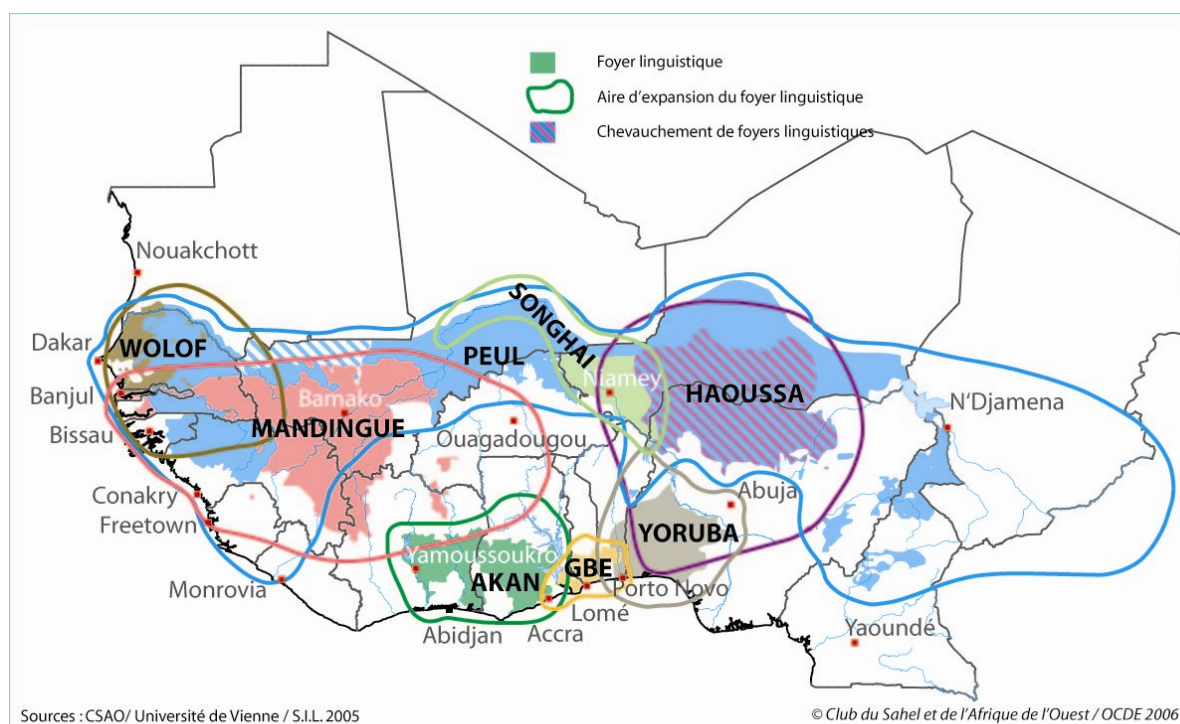 Foyer linguistique
Aire d'expansion du foyer linguistique
Chevauchement de foyers linguistiques
Nouakchott
SONGHAI
Dakar
WOLOF
PEUL
Niamey
HAOUSSA
Banjul
Bamako
N'Djamena
Bissau
MANDINGUE
Ouagadougou
Conakry
Abuja
Freetown
YORUBA
Yamoussoukro
GBE
Monrovia
AKAN
Porto Novo
Lomé
Abidjan
Accra
Yaoundé
Sources : CSAO/ Université de Vienne / S.I.L. 2005
© Club du Sahel et de l'Afrique de l'Ouest / OCDE 2006